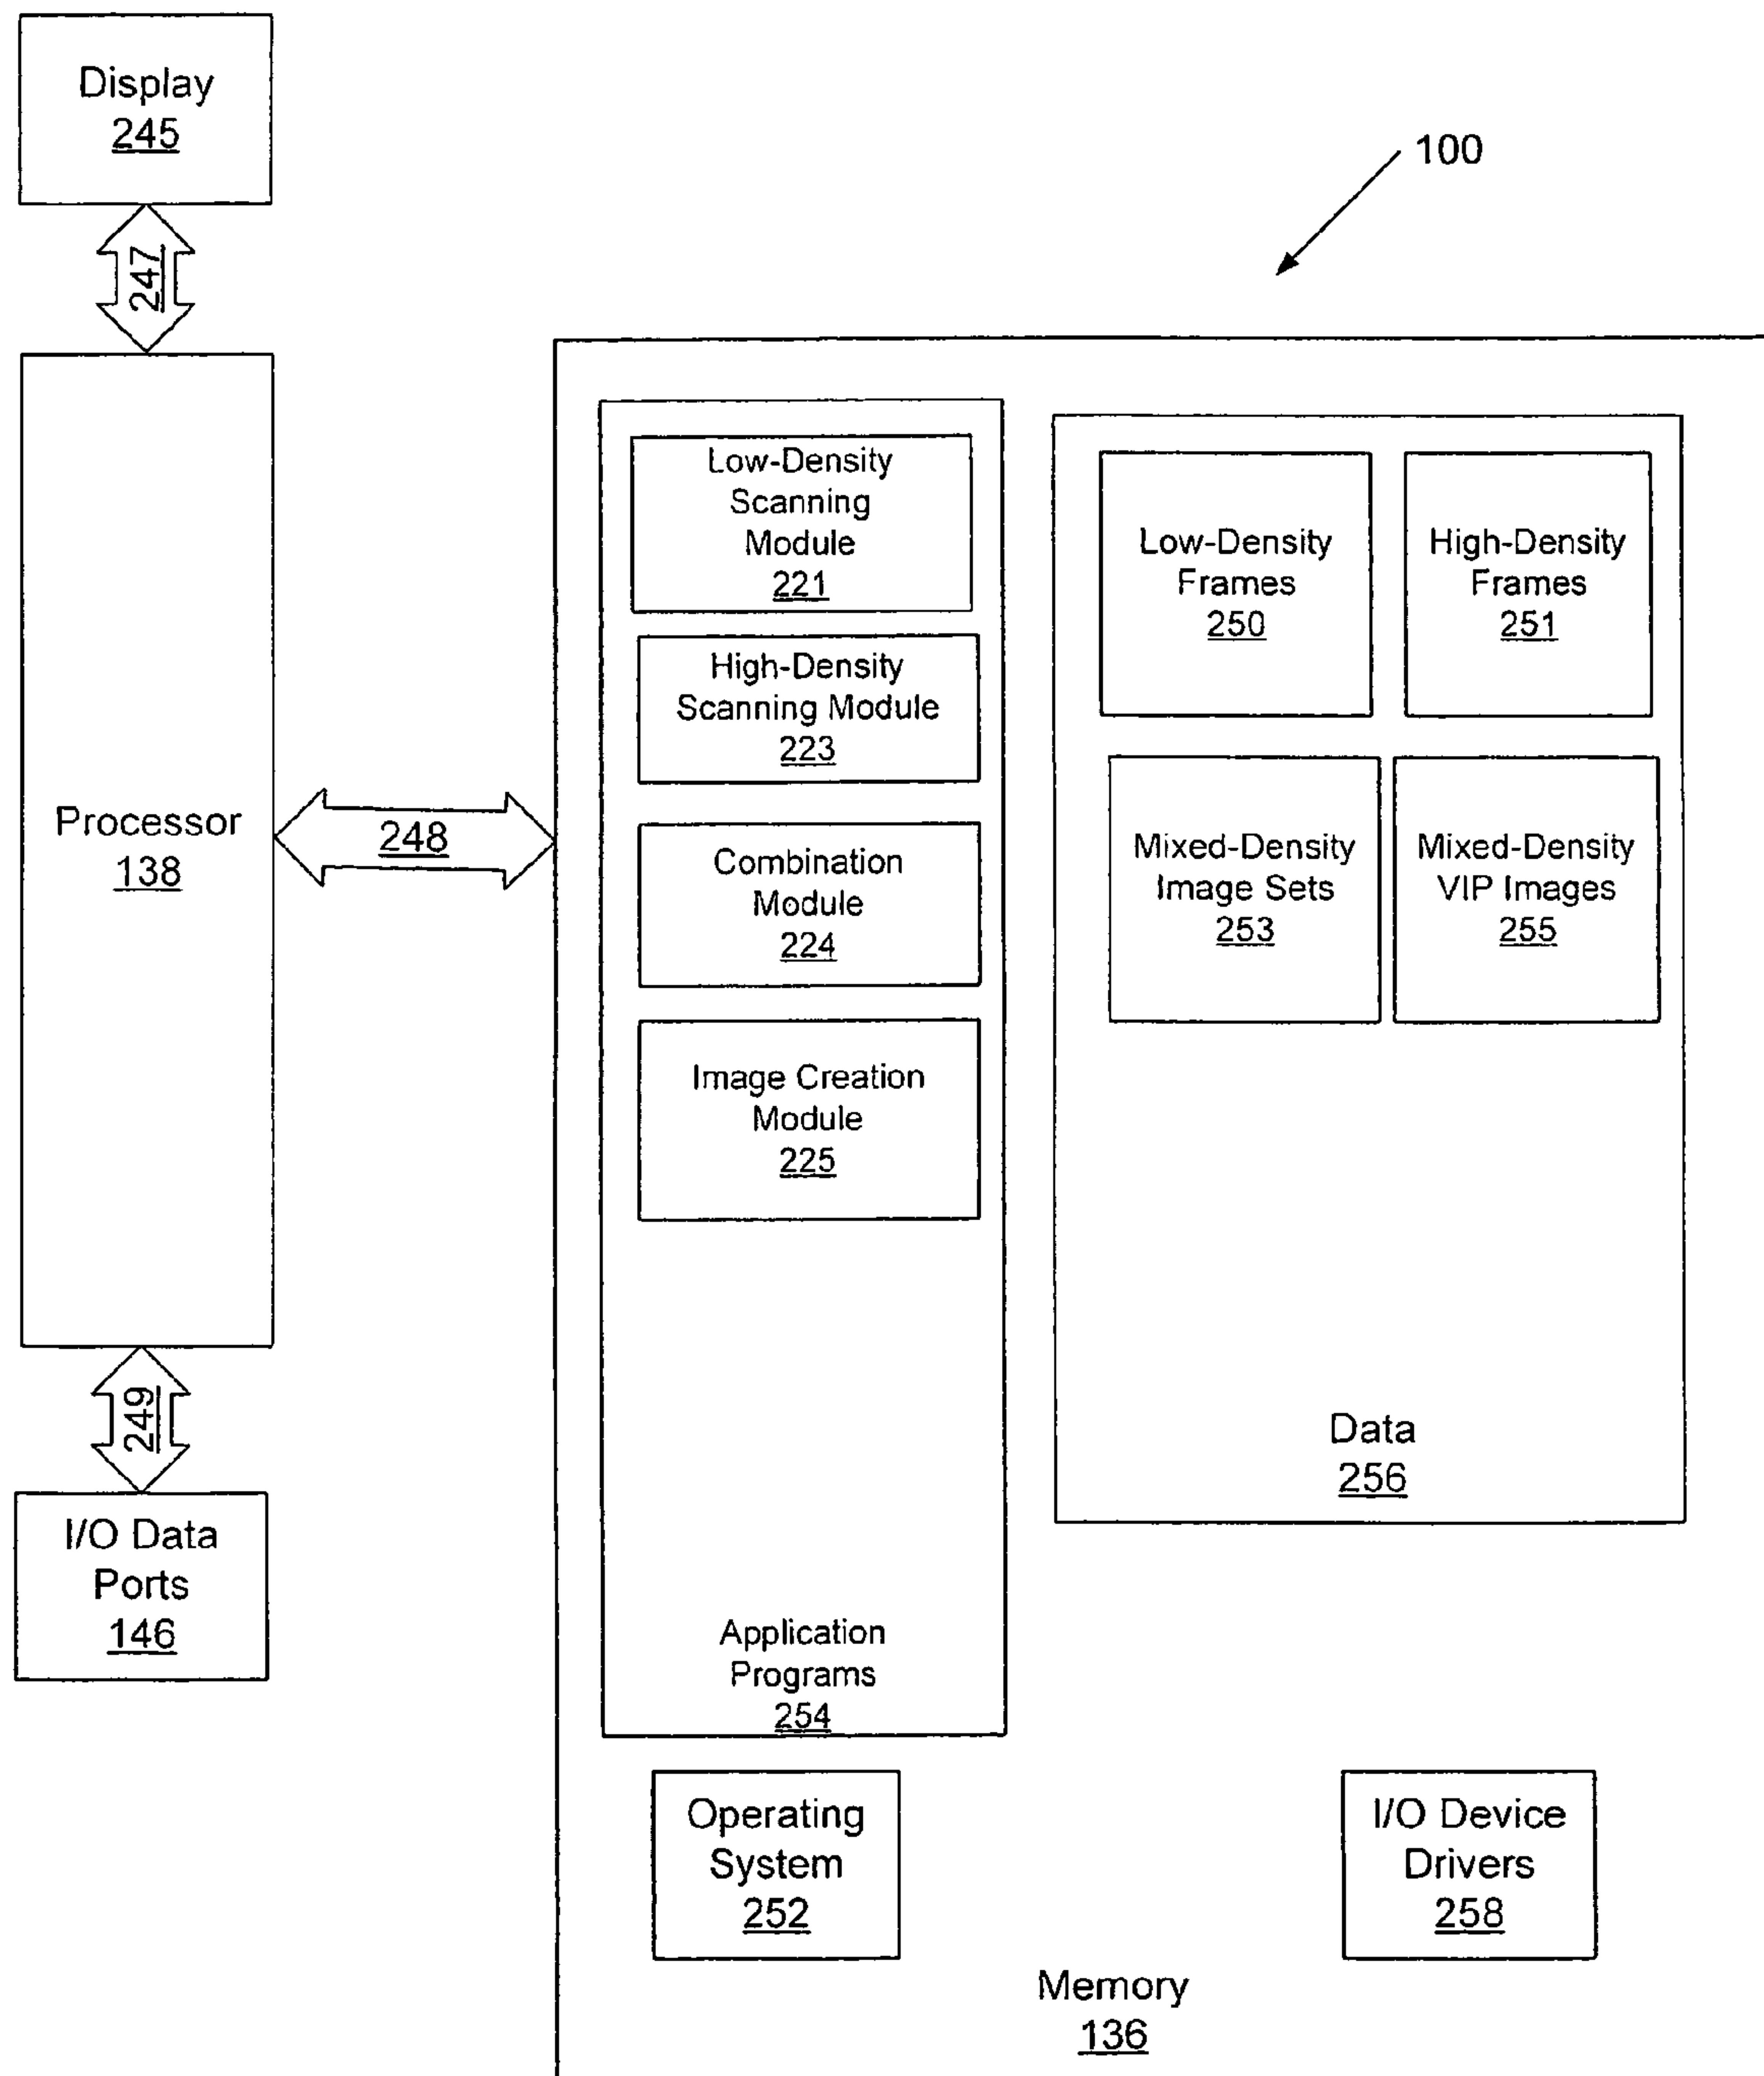 Display
245
100
247
Processor
138
248
249
I/O Data
Ports
146
Low-Density
Scanning
Module
221
High-Density
Scanning Module
223
Combination
Module
224
Image Creation
Module
225
Application
Programs
254
Low-Density
Frames
250
High-Density
Frames
251
Mixed-Density
Image Sets
253
Mixed-Density
VIP Images
255
Data
256
Operating
System
252
I/O Device
Drivers
258
Memory
136